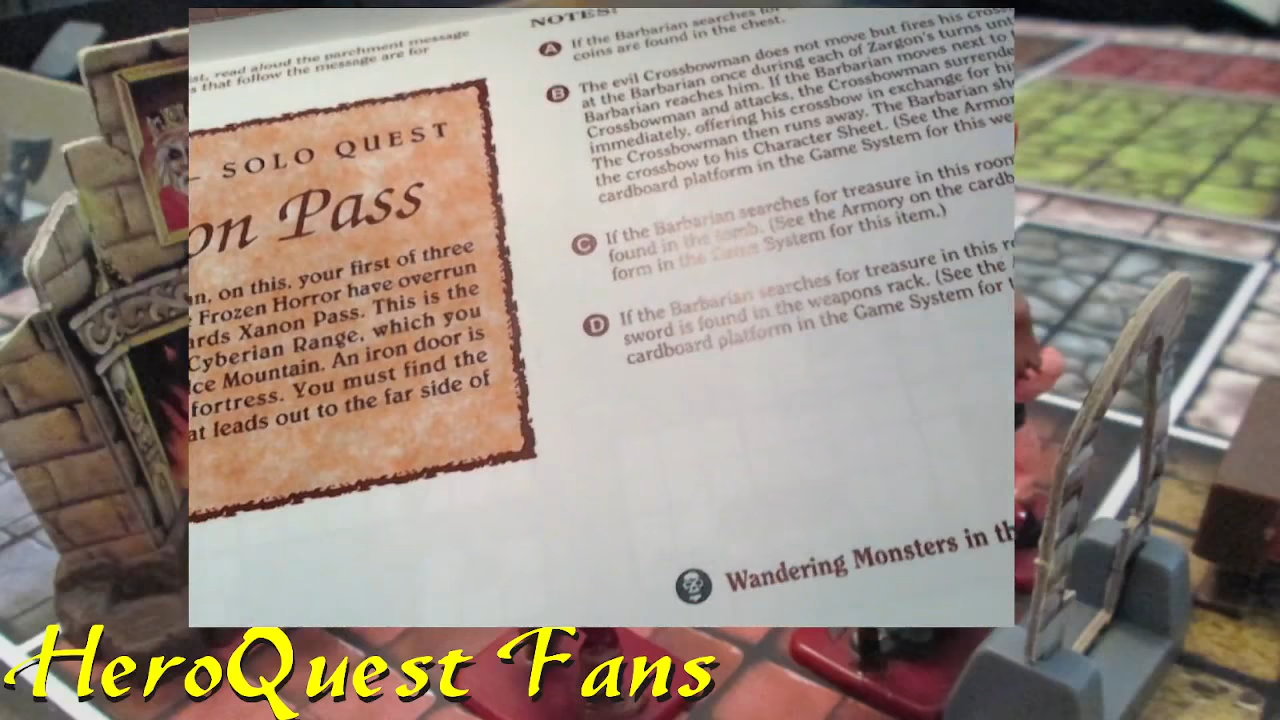 st, read aloud the parchment message
s that follow the message are for
SOLO QUEST
on Pass
n, on this, your first of three
Frozen Horror have overrun
ards Xanon Pass. This is the
Cyberian Range, which you
ce Mountain. An iron door is
fortress. You must find the
at leads out to the far side of
NOTES:
A If the Barbarian searches for
coins are found in the chest.
B The evil Crossbowman does not move but fires his cross
at the Barbarian once during each of Zargon's turns unt
Barbarian reaches him. If the Barbarian moves next to
Crossbowman and attacks, the Crossbowman surrende
immediately, offering his crossbow in exchange for hi
The Crossbowman then runs away. The Barbarian sh
the crossbow to his Character Sheet. (See the Armor
cardboard platform in the Game System for this we
C If the Barbarian searches for treasure in this room
found in the tomb. (See the Armory on the cardb
form in the Game System for this item.)
D If the Barbarian searches for treasure in this r
sword is found in the weapons rack. (See the
cardboard platform in the Game System for t
Wandering Monsters in th
HeroQuest Fans